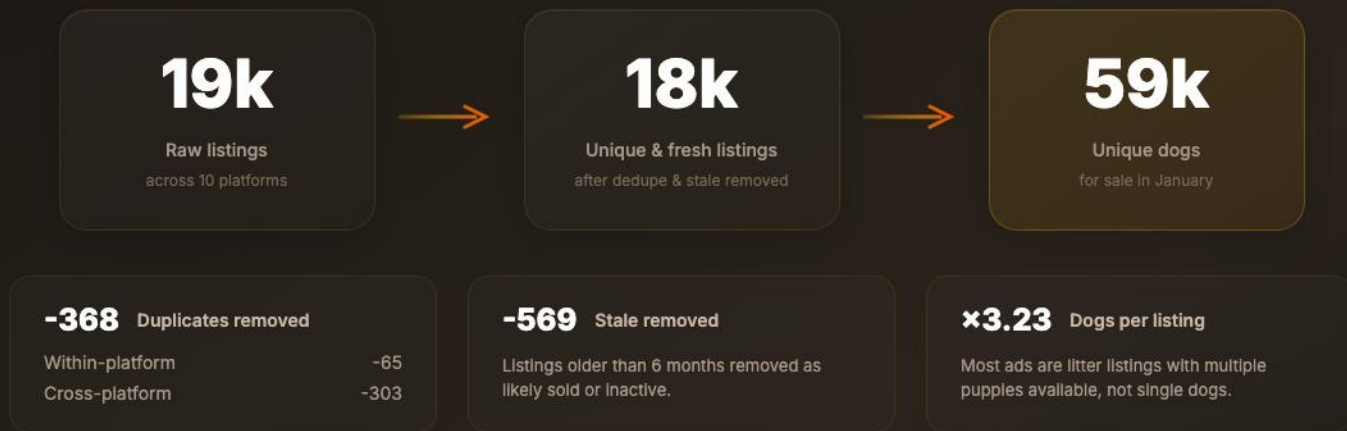 19k
Raw listings
across 10 platforms
18k
Unique & fresh listings
after dedupe & stale removed
59k
Unique dogs
for sale in January
-368 Duplicates removed
Within-platform -65
Cross-platform -303
-569 Stale removed
Listings older than 6 months removed as
likely sold or inactive.
×3.23 Dogs per listing
Most ads are litter listings with multiple
puppies available, not single dogs.